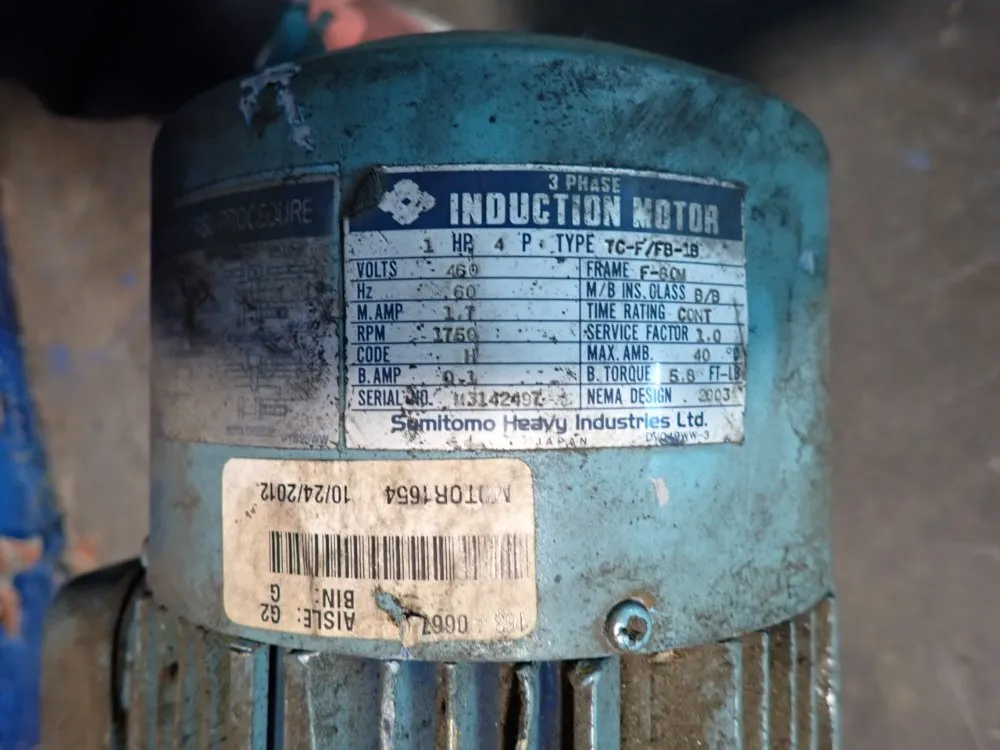 PROCEDURE
3 PHASE
INDUCTION MOTOR
1 HP 4 P TYPE TC-F/FB-1B
VOLTS 460 FRAME F-80M
Hz 60 M/B INS. CLASS B/B
M. AMP 1.7 TIME RATING CONT
RPM 1750 SERVICE FACTOR 1.0
CODE H MAX. AMB. 40 °C
B. AMP 0.1 B. TORQUE 5.8 FT-LB
SERIAL NO. M3142497 NEMA DESIGN
Sumitomo Heavy Industries Ltd.
JAPAN
AISLE: G2
BIN: G
MOTOR1654 10/24/2012